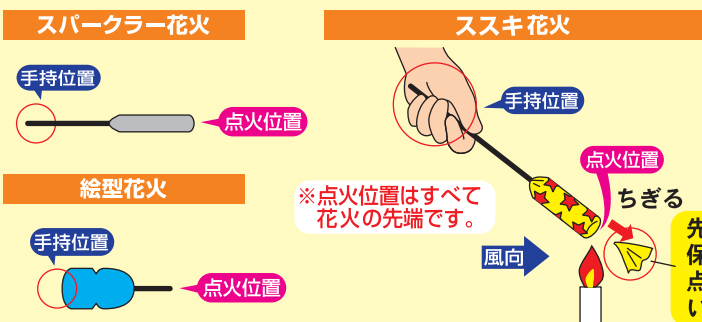 スパークラー花火
手持位置
点火位置
絵型花火
手持位置
点火位置
ススキ花火
手持位置
点火位置
ちぎる
※点火位置はすべて
花火の先端です。
風向
先
保
点
い